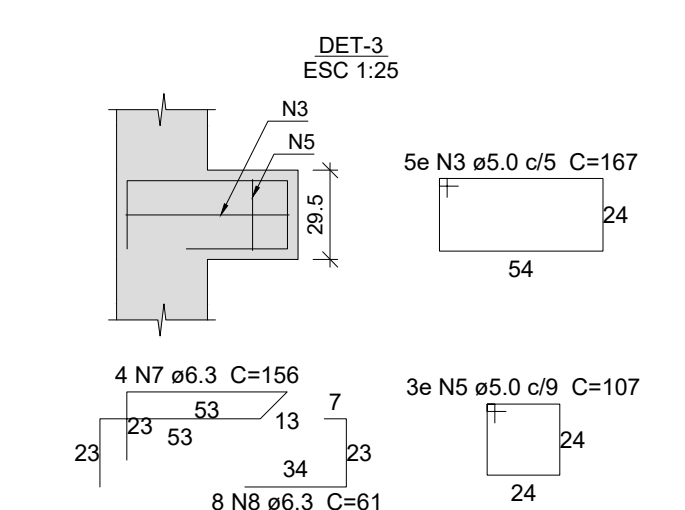 DET-3
ESC 1:25
N3
N5
29.5
5e N3 ø5.0 c/5 C=167
24
54
4 N7 ø6.3 C=156
53
23
53
13
23
7
23
34
8 N8 ø6.3 C=61
3e N5 ø5.0 c/9 C=107
24
24